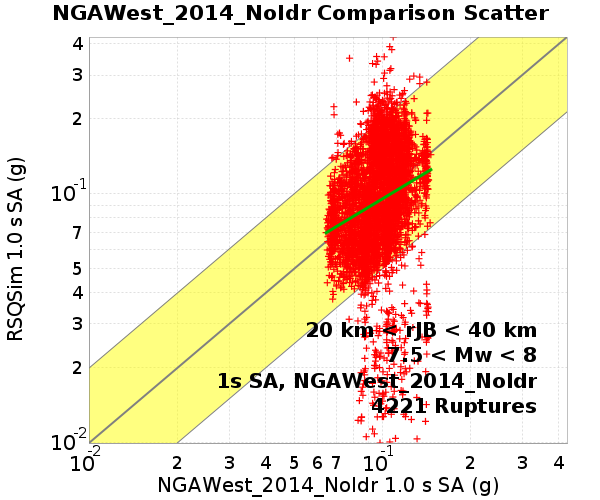 NGAWest_2014_NoIdr Comparison Scatter
4
3
2
10-1
7
5
4
3
2
10-2
RSQSim 1.0 s SA (g)
20 km < rJB < 40 km
7.5 < Mw < 8
1s SA, NGAWest_2014_NoIdr
4221 Ruptures
10-2 2 3 4 5 6 7 10-1 2 3 4
NGAWest_2014_NoIdr 1.0 s SA (g)